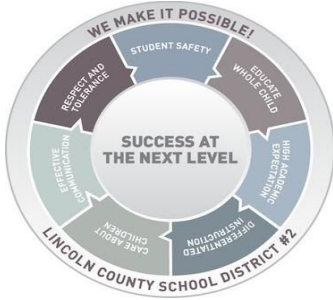 WE MAKE IT POSSIBLE!
STUDENT SAFETY
EDUCATE
WHOLE CHILD
HIGH ACADEMIC
EXPECTATION
DIFFERENTIATED
INSTRUCTION
CARE ABOUT
CHILDREN
EFFECTIVE
COMMUNICATION
RESPECT AND
TOLERANCE
SUCCESS AT
THE NEXT LEVEL
LINCOLN COUNTY SCHOOL DISTRICT #2